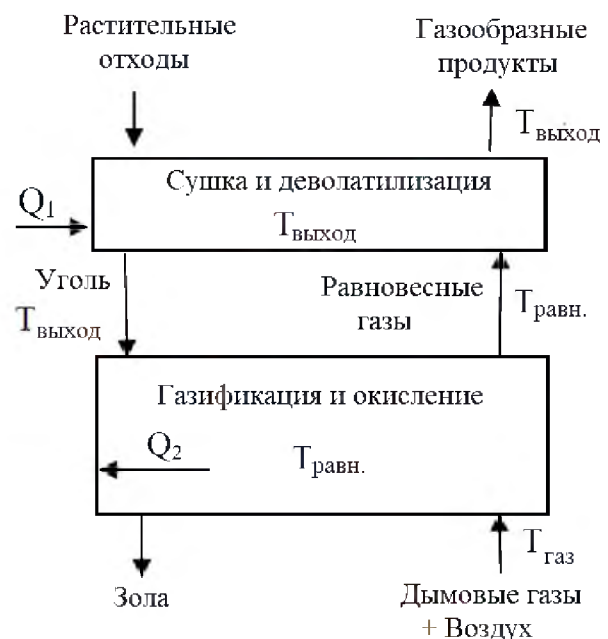 Растительные
отходы
Газообразные
продукты
Tвыход
Сушка и деволатилизация
Q1
Tвыход
Уголь
Tвыход
Равновесные
газы
Tравн.
Газификация и окисление
Q2
Tравн.
Tгаз
Зола
Дымовые газы
+ Воздух